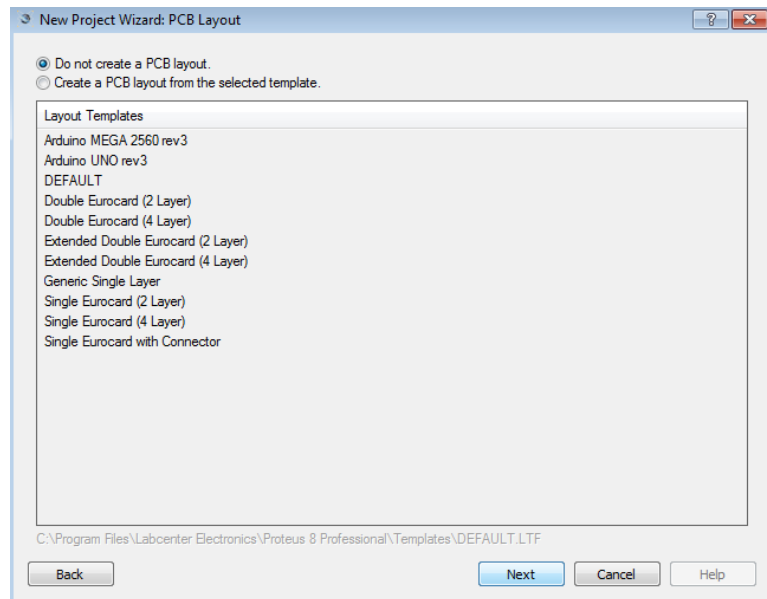 New Project Wizard: PCB Layout
Do not create a PCB layout.
Create a PCB layout from the selected template.
Layout Templates
Arduino MEGA 2560 rev3
Arduino UNO rev3
DEFAULT
Double Eurocard (2 Layer)
Double Eurocard (4 Layer)
Extended Double Eurocard (2 Layer)
Extended Double Eurocard (4 Layer)
Generic Single Layer
Single Eurocard (2 Layer)
Single Eurocard (4 Layer)
Single Eurocard with Connector
C:\Program Files\Labcenter Electronics\Proteus 8 Professional\Templates\DEFAULT.LTF
Back Next Cancel Help